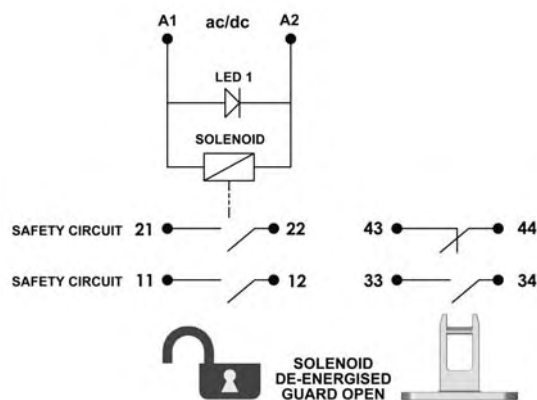 A1 ac/dc A2
LED 1
SOLENOID
SAFETY CIRCUIT 21 22 43 44
SAFETY CIRCUIT 11 12 33 34
SOLENOID
DE-ENERGISED
GUARD OPEN